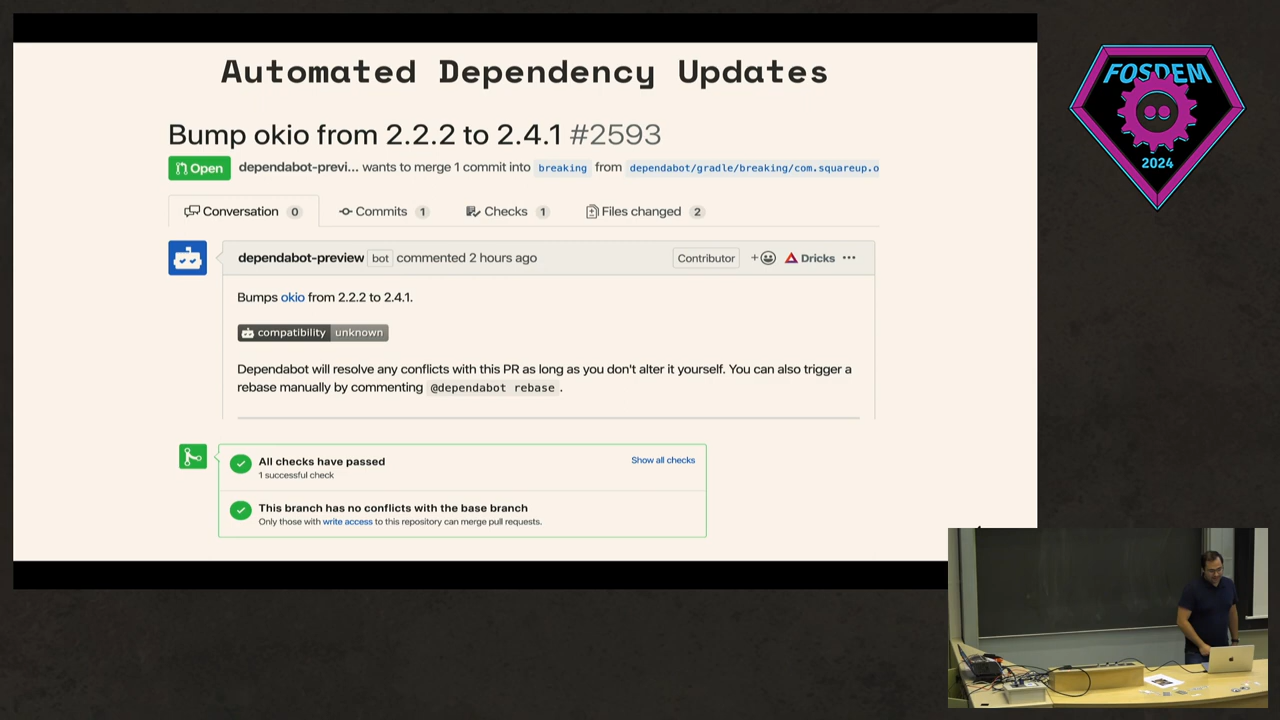 Automated Dependency Updates
Bump okio from 2.2.2 to 2.4.1 #2593
Open dependabot-previ... wants to merge 1 commit into breaking from dependabot/gradle/breaking/com.squareup.o
Conversation 0 Commits 1 Checks 1 Files changed 2
dependabot-preview bot commented 2 hours ago Contributor + Dricks ...
Bumps okio from 2.2.2 to 2.4.1.
compatibility unknown
Dependabot will resolve any conflicts with this PR as long as you don't alter it yourself. You can also trigger a
rebase manually by commenting @dependabot rebase .
All checks have passed Show all checks
1 successful check
This branch has no conflicts with the base branch
Only those with write access to this repository can merge pull requests.
FOSDEM
2024